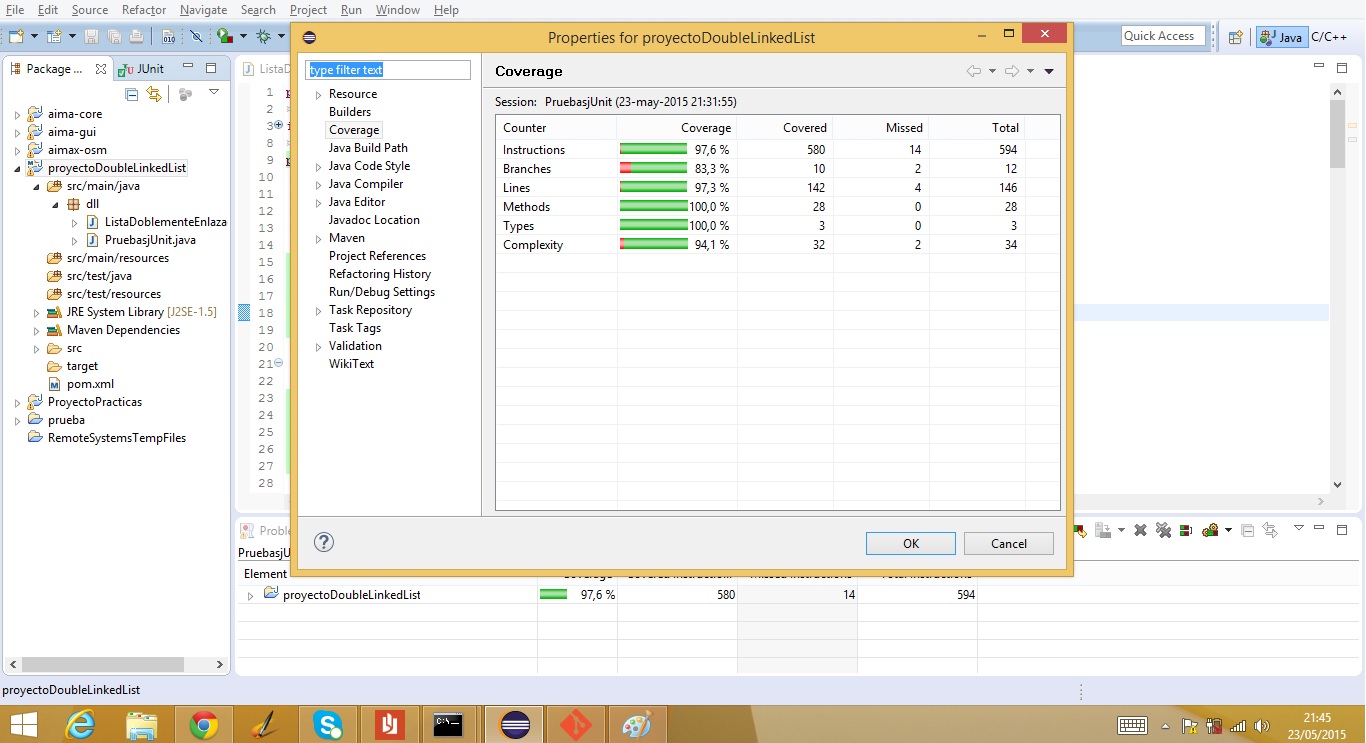 File Edit Source Refactor Navigate Search Project Run Window Help
Properties for proyectoDoubleLinkedList
Quick Access
Java
C/C++
Package ...
JUnit
aima-core
aima-gui
aimax-osm
proyectoDoubleLinkedList
src/main/java
dll
ListaDoblementeEnlaza
PruebasjUnit.java
src/main/resources
src/test/java
src/test/resources
JRE System Library [J2SE-1.5]
Maven Dependencies
src
target
pom.xml
ProyectoPracticas
prueba
RemoteSystemsTempFiles
ListaD
1
2
3
8
9
10
11
12
13
14
15
16
17
18
19
20
21
22
23
24
25
26
27
28
type filter text
Resource
Builders
Coverage
Java Build Path
Java Code Style
Java Compiler
Java Editor
Javadoc Location
Maven
Project References
Refactoring History
Run/Debug Settings
Task Repository
Task Tags
Validation
WikiText
Coverage
Session: PruebasjUnit (23-may-2015 21:31:55)
Counter Coverage Covered Missed Total
Instructions 97,6 % 580 14 594
Branches 83,3 % 10 2 12
Lines 97,3 % 142 4 146
Methods 100,0 % 28 0 28
Types 100,0 % 3 0 3
Complexity 94,1 % 32 2 34
OK Cancel
Proble
PruebasjU
Element
proyectoDoubleLinkedList 97,6 % 580 14 594
proyectoDoubleLinkedList
21:45
23/05/2015